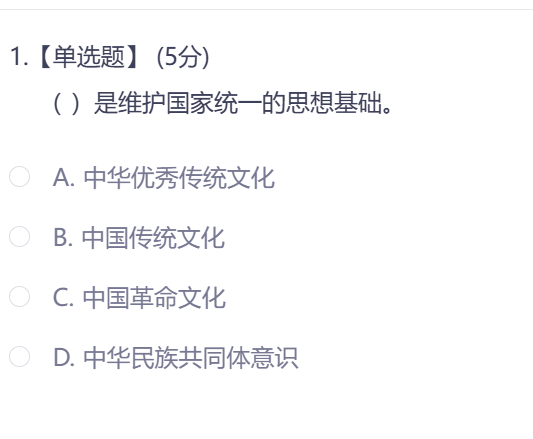 1.【单选题】 (5分)
( ）是维护国家统一的思想基础。
A. 中华优秀传统文化
B. 中国传统文化
C. 中国革命文化
D. 中华民族共同体意识